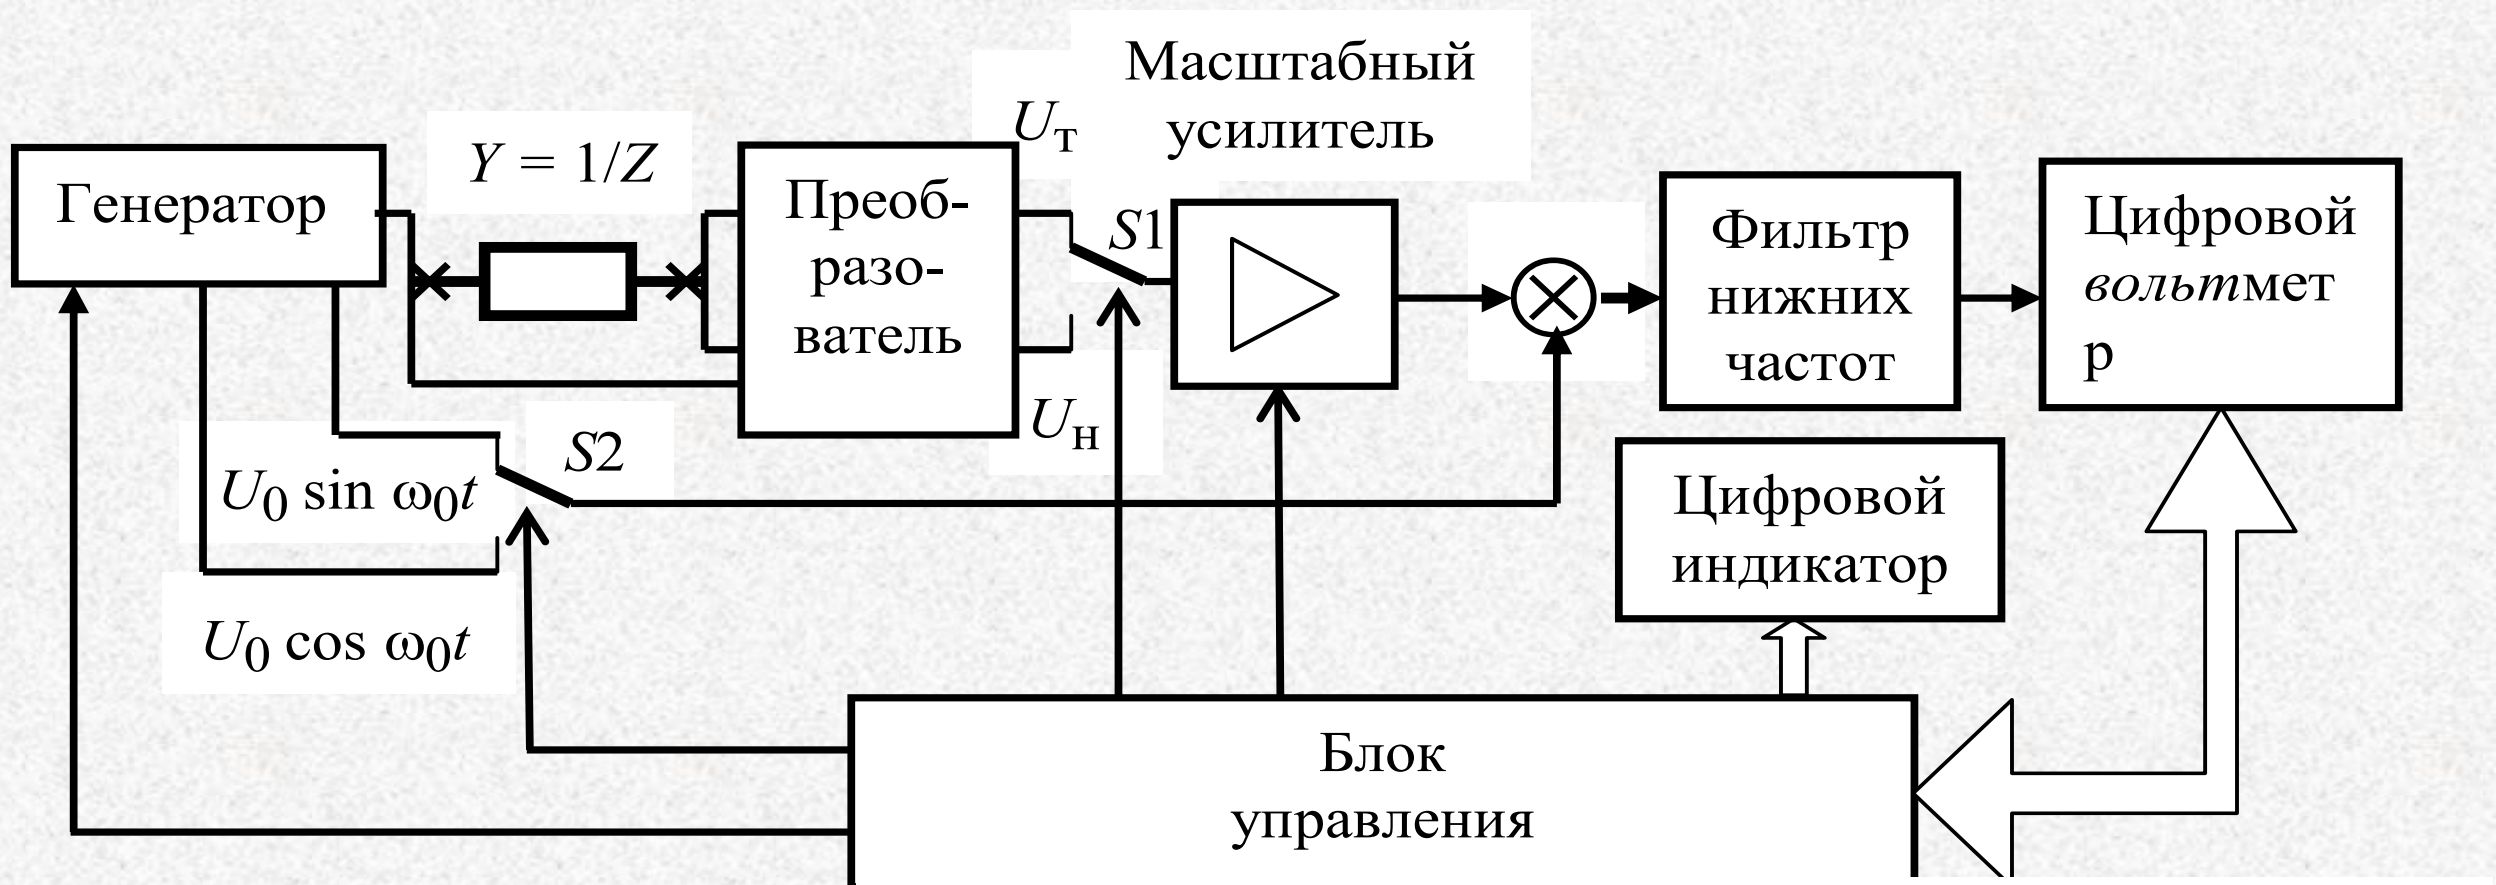 Масштабный
усилитель
Uт
Y = 1/Z
Генератор
Преоб-
разо-
ватель
S1
Фильтр
нижних
частот
Цифровой
вольтмет
р
Uн
S2
U0 sin ω0t
Цифровой
индикатор
U0 cos ω0t
Блок
управления